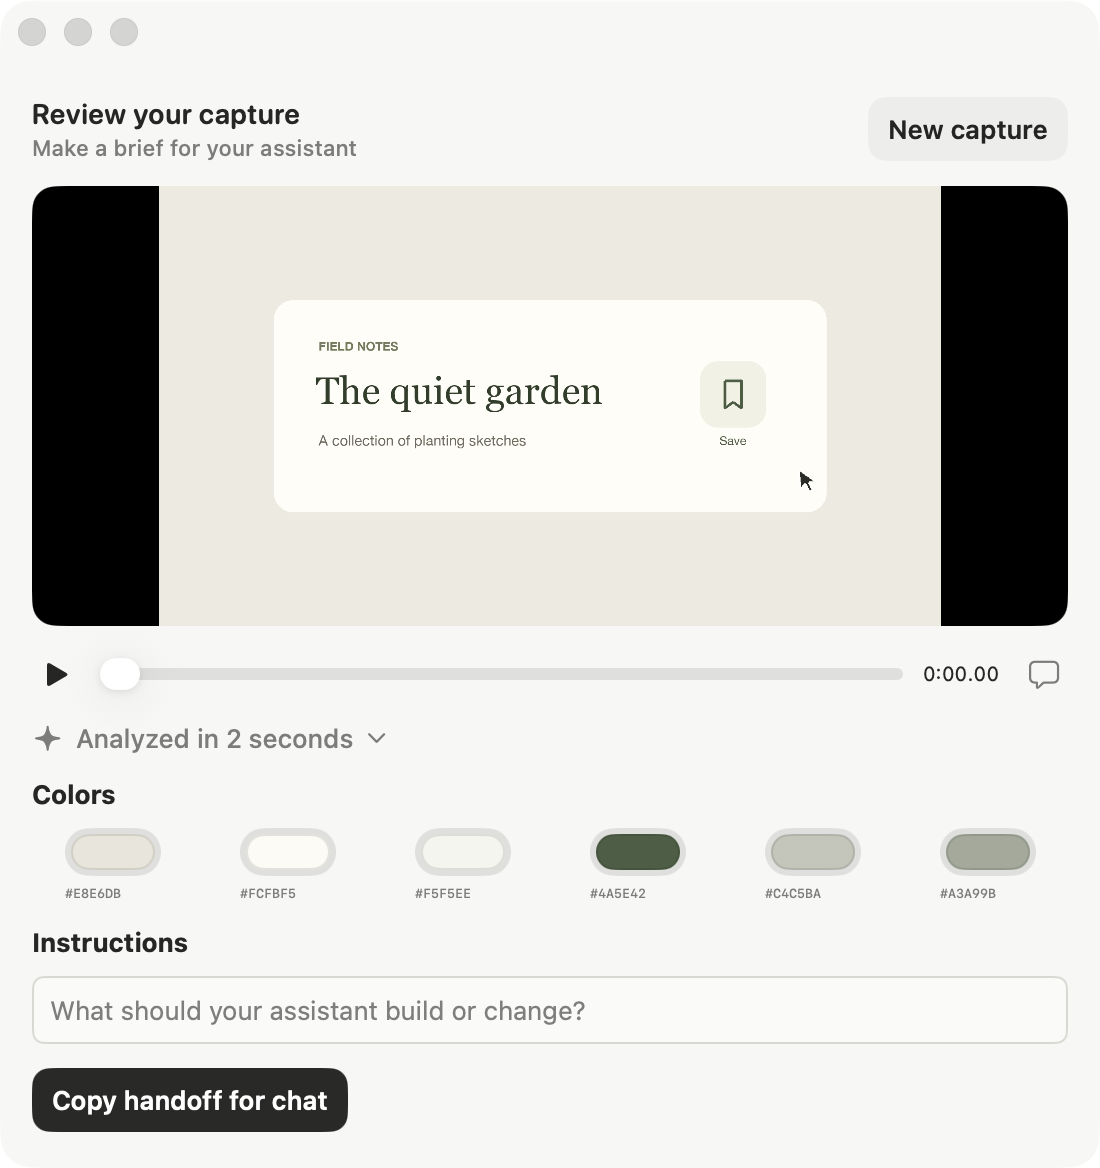 Review your capture
Make a brief for your assistant
New capture
FIELD NOTES
The quiet garden
A collection of planting sketches
Save
0:00.00
Analyzed in 2 seconds
Colors
#E8E6DB
#FCFBF5
#F5F5EE
#4A5E42
#C4C5BA
#A3A99B
Instructions
What should your assistant build or change?
Copy handoff for chat